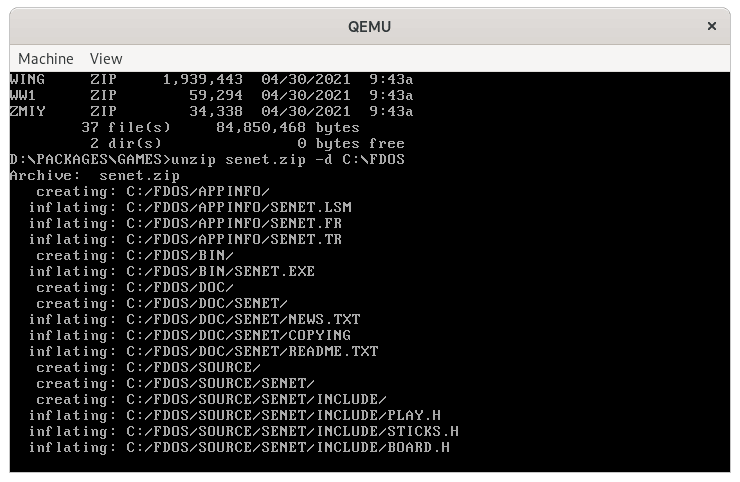 QEMU
×
Machine View
WING ZIP 1,939,443 04/30/2021 9:43a
WW1 ZIP 59,294 04/30/2021 9:43a
ZMIY ZIP 34,338 04/30/2021 9:43a
37 file(s) 84,850,468 bytes
2 dir(s) 0 bytes free
D:\PACKAGES\GAMES>unzip senet.zip -d C:\FDOS
Archive: senet.zip
creating: C:/FDOS/APPINFO/
inflating: C:/FDOS/APPINFO/SENET.LSM
inflating: C:/FDOS/APPINFO/SENET.FR
inflating: C:/FDOS/APPINFO/SENET.TR
creating: C:/FDOS/BIN/
inflating: C:/FDOS/BIN/SENET.EXE
creating: C:/FDOS/DOC/
creating: C:/FDOS/DOC/SENET/
inflating: C:/FDOS/DOC/SENET/NEWS.TXT
inflating: C:/FDOS/DOC/SENET/COPYING
inflating: C:/FDOS/DOC/SENET/README.TXT
creating: C:/FDOS/SOURCE/
creating: C:/FDOS/SOURCE/SENET/
creating: C:/FDOS/SOURCE/SENET/INCLUDE/
inflating: C:/FDOS/SOURCE/SENET/INCLUDE/PLAY.H
inflating: C:/FDOS/SOURCE/SENET/INCLUDE/STICKS.H
inflating: C:/FDOS/SOURCE/SENET/INCLUDE/BOARD.H